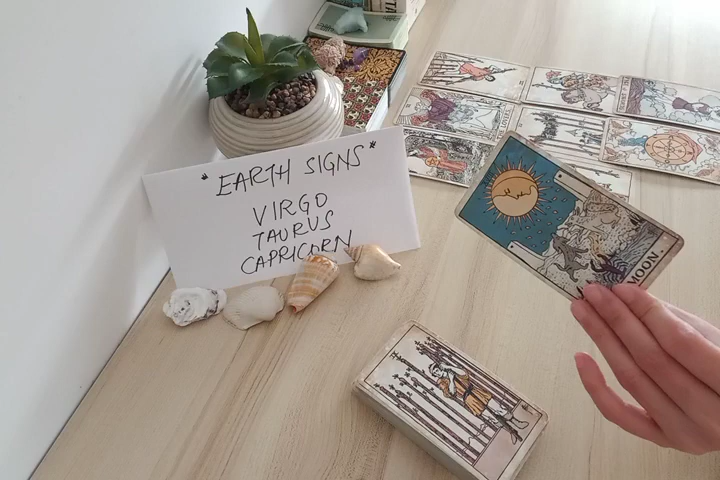 "EARTH SIGNS"
VIRGO
TAURUS
CAPRICORN
MOON.